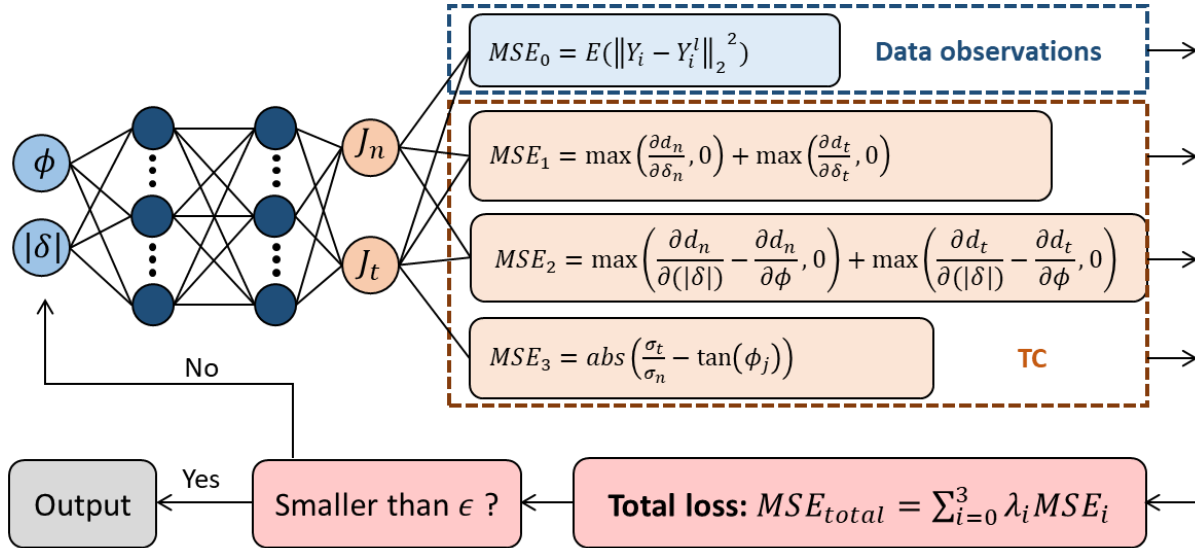 MSE₀ = E(‖Yᵢ − Yᵢˡ‖₂²)
Data observations
ϕ
|δ|
Jₙ
Jₜ
MSE₁ = max(∂dₙ/∂δₙ, 0) + max(∂dₜ/∂δₜ, 0)
MSE₂ = max(∂dₙ/∂(|δ|) − ∂dₙ/∂ϕ, 0) + max(∂dₜ/∂(|δ|) − ∂dₜ/∂ϕ, 0)
MSE₃ = abs(σₜ/σₙ − tan(ϕⱼ))
TC
No
Output
Yes
Smaller than ϵ ?
Total loss: MSE_total = ∑³ᵢ₌₀ λᵢMSEᵢ